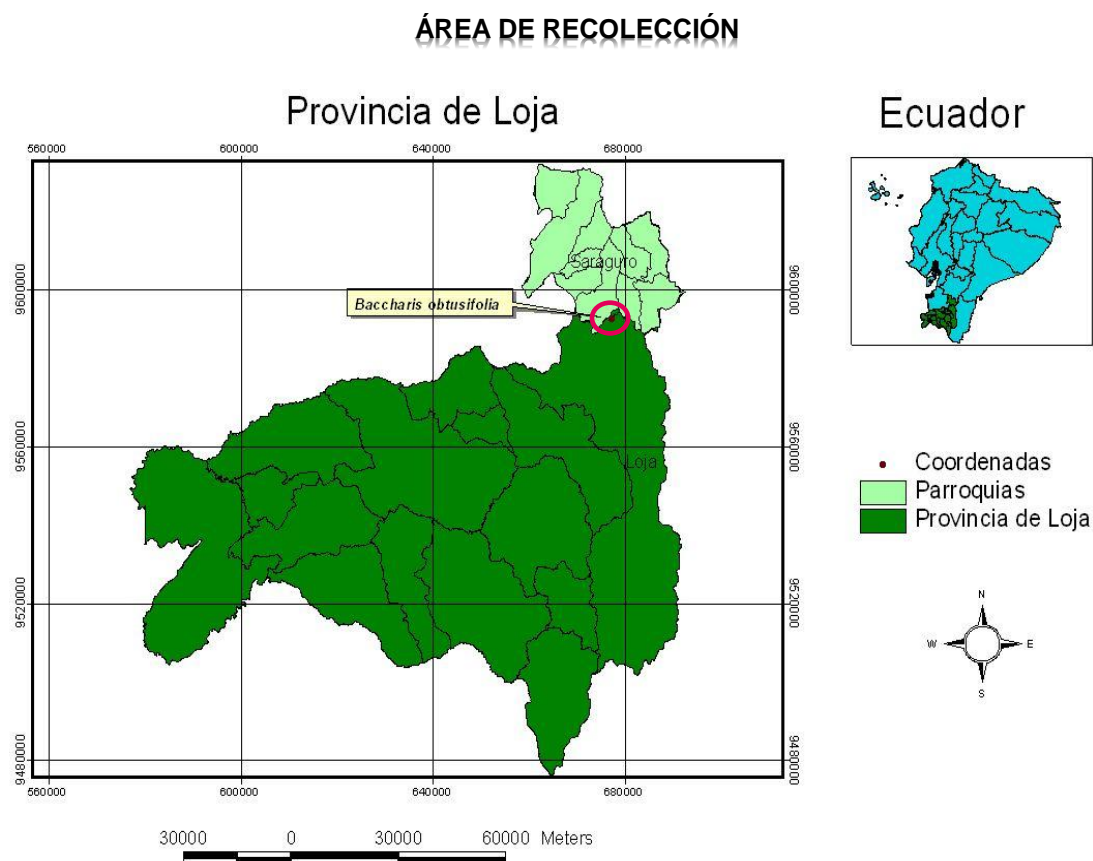 ÁREA DE RECOLECCIÓN
Provincia de Loja
Ecuador
560000 600000 640000 680000
Saraguro
9600000 9600000
Baccharis obtusifolia
9560000 9560000
Loja
Coordenadas
Parroquias
Provincia de Loja
9520000 9520000
N
W E
S
9480000 9480000
560000 600000 640000 680000
30000 0 30000 60000 Meters